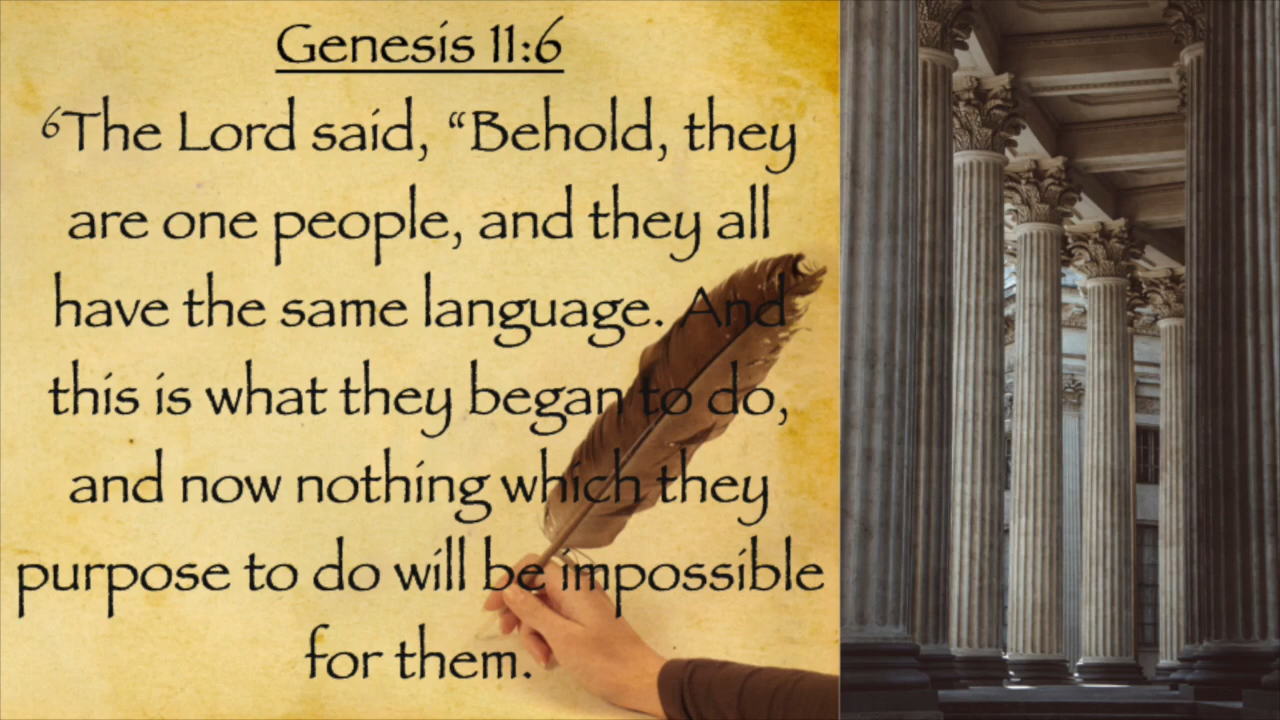 Genesis 11:6
⁶The Lord said, “Behold, they
are one people, and they all
have the same language. And
this is what they began to do,
and now nothing which they
purpose to do will be impossible
for them.